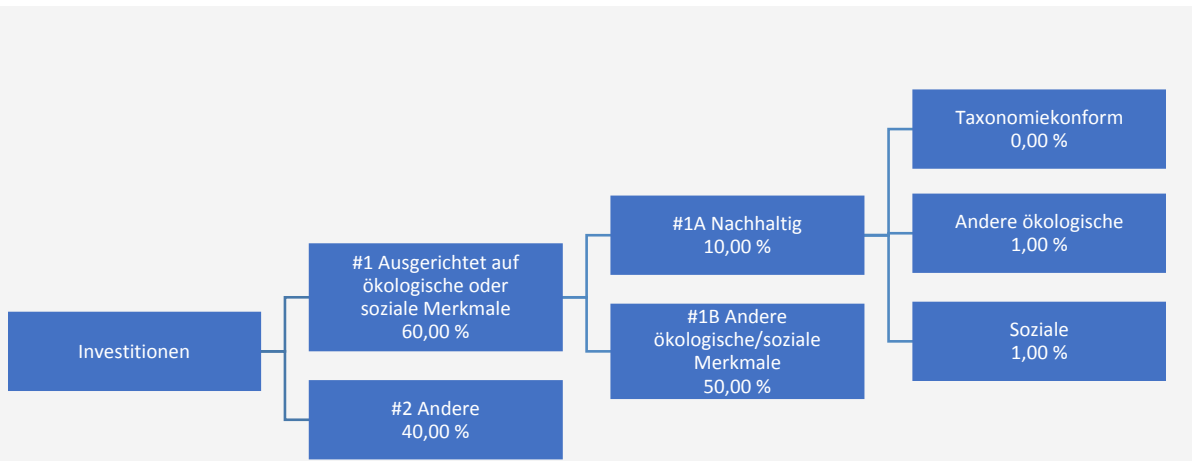 Investitionen
#1 Ausgerichtet auf
ökologische oder
soziale Merkmale
60,00 %
#2 Andere
40,00 %
#1A Nachhaltig
10,00 %
#1B Andere
ökologische/soziale
Merkmale
50,00 %
Taxonomiekonform
0,00 %
Andere ökologische
1,00 %
Soziale
1,00 %